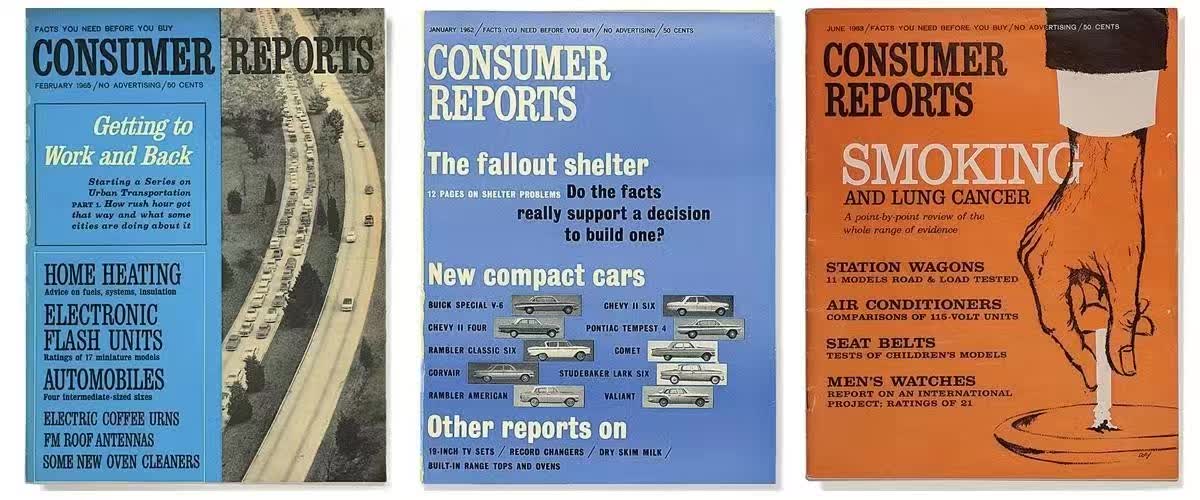 FACTS YOU NEED BEFORE YOU BUY
CONSUMER REPORTS
FEBRUARY 1965/NO ADVERTISING/50 CENTS
Getting to
Work and Back
Starting a Series on
Urban Transportation
PART 1. How rush hour got
that way and what some
cities are doing about it
HOME HEATING
Advice on fuels, systems, insulation
ELECTRONIC
FLASH UNITS
Ratings of 17 miniature models
AUTOMOBILES
Four intermediate-sized sixes
ELECTRIC COFFEE URNS
FM ROOF ANTENNAS
SOME NEW OVEN CLEANERS
JANUARY 1962/FACTS YOU NEED BEFORE YOU BUY/NO ADVERTISING/50 CENTS
CONSUMER
REPORTS
The fallout shelter
12 PAGES ON SHELTER PROBLEMS Do the facts
really support a decision
to build one?
New compact cars
BUICK SPECIAL V-6 CHEVY II SIX
CHEVY II FOUR PONTIAC TEMPEST 4
RAMBLER CLASSIC SIX COMET
CORVAIR STUDEBAKER LARK SIX
RAMBLER AMERICAN VALIANT
Other reports on
19-INCH TV SETS / RECORD CHANGERS / DRY SKIM MILK /
BUILT-IN RANGE TOPS AND OVENS
JUNE 1963/FACTS YOU NEED BEFORE YOU BUY/NO ADVERTISING/50 CENTS
CONSUMER
REPORTS
SMOKING
AND LUNG CANCER
A point-by-point review of the
whole range of evidence
STATION WAGONS
11 MODELS ROAD & LOAD TESTED
AIR CONDITIONERS
COMPARISONS OF 115-VOLT UNITS
SEAT BELTS
TESTS OF CHILDREN'S MODELS
MEN'S WATCHES
REPORT ON AN INTERNATIONAL
PROJECT; RATINGS OF 21